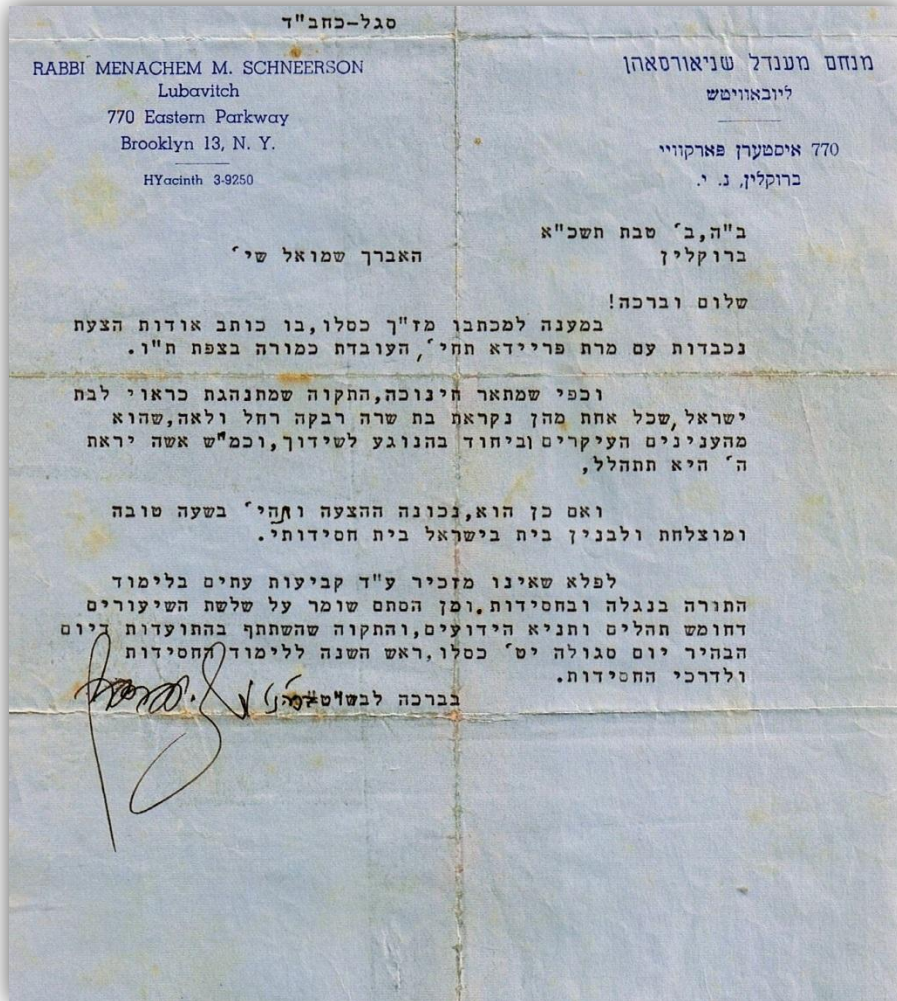 סגל-כחב"ד
RABBI MENACHEM M. SCHNEERSON
Lubavitch
770 Eastern Parkway
Brooklyn 13, N. Y.
HYacinth 3-9250
מנחם מענדל שניאורסאהן
ליובאוויטש
770 איסטערן פארקוויי
ברוקלין, נ. י.
ב"ה, ב' טבת תשכ"א
ברוקלין
האברך שמואל שי'
שלום וברכה!
במענה למכתבו מז"ך כסלו, בו כותב אודות הצעת
נכבדות עם מרת פריידא תחי', העובדת כמורה בצפת ת"ו.
וכפי שמתאר חינוכה, התקוה שמתנהגת כראוי לבת
ישראל, שכל אחת מהן נקראת בת שרה רבקה רחל ולאה, שהוא
מהענינים העיקרים וביחוד בהנוגע לשידוך, וכמ"ש אשה יראת
ה' היא תתהלל,
ואם כן הוא, נכונה ההצעה ותהי' בשעה טובה
ומוצלחת ולבנין בית בישראל בית חסידותי.
לפלא שאינו מזכיר ע"ד קביעות עתים בלימוד
התורה בנגלה ובחסידות. ומן הסתם שומר על שלשת השיעורים
דחומש תהלים ותניא הידועים, והתקוה שהשתתף בהתועדות דיום
הבהיר יום סגולה יט' כסלו, ראש השנה ללימוד החסידות
ולדרכי החסידות.
בברכה